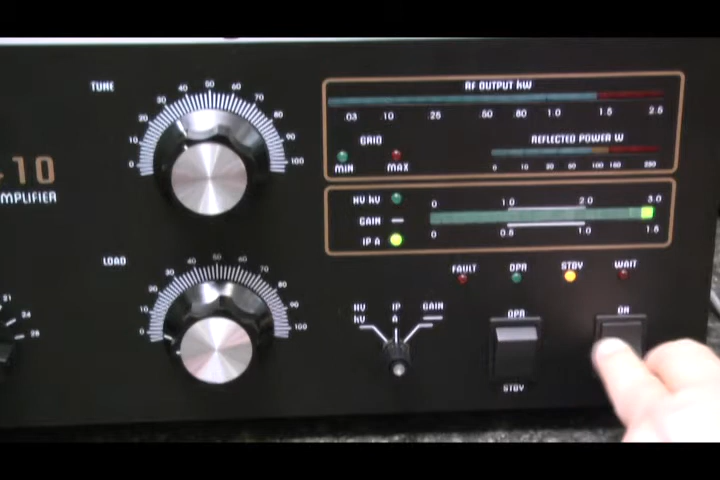 TUNE
0 10 20 30 40 50 60 70 80 90 100
10
AMPLIFIER
LOAD
0 10 20 30 40 50 60 70 80 90 100
21
24
28
RF OUTPUT kW
.03 .10 .25 .50 .80 1.0 1.5 2.5
GRID
MIN MAX
REFLECTED POWER W
0 10 20 50 100 150 250
HV kV
GAIN
IP A
0 1.0 2.0 3.0
0 0.5 1.0 1.5
FAULT OPR STBY WAIT
HV kV
IP A
GAIN
OPR
STBY
ON